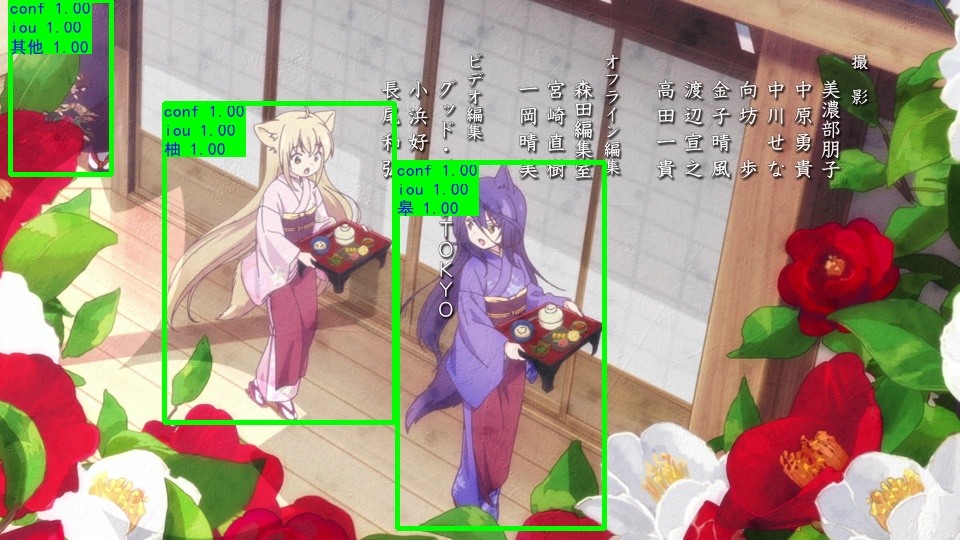 conf 1.00
iou 1.00
其他 1.00
conf 1.00
iou 1.00
柚 1.00
conf 1.00
iou 1.00
皋 1.00
撮影
美濃部朋子
中原勇貴
中川せな
向坊 歩
金子晴風
渡辺宣之
高田一貴
オフライン編集
森田編集室
宮崎直樹
一岡晴美
ビデオ編集
グッド・
TOKYO
小浜好
長尾和弘